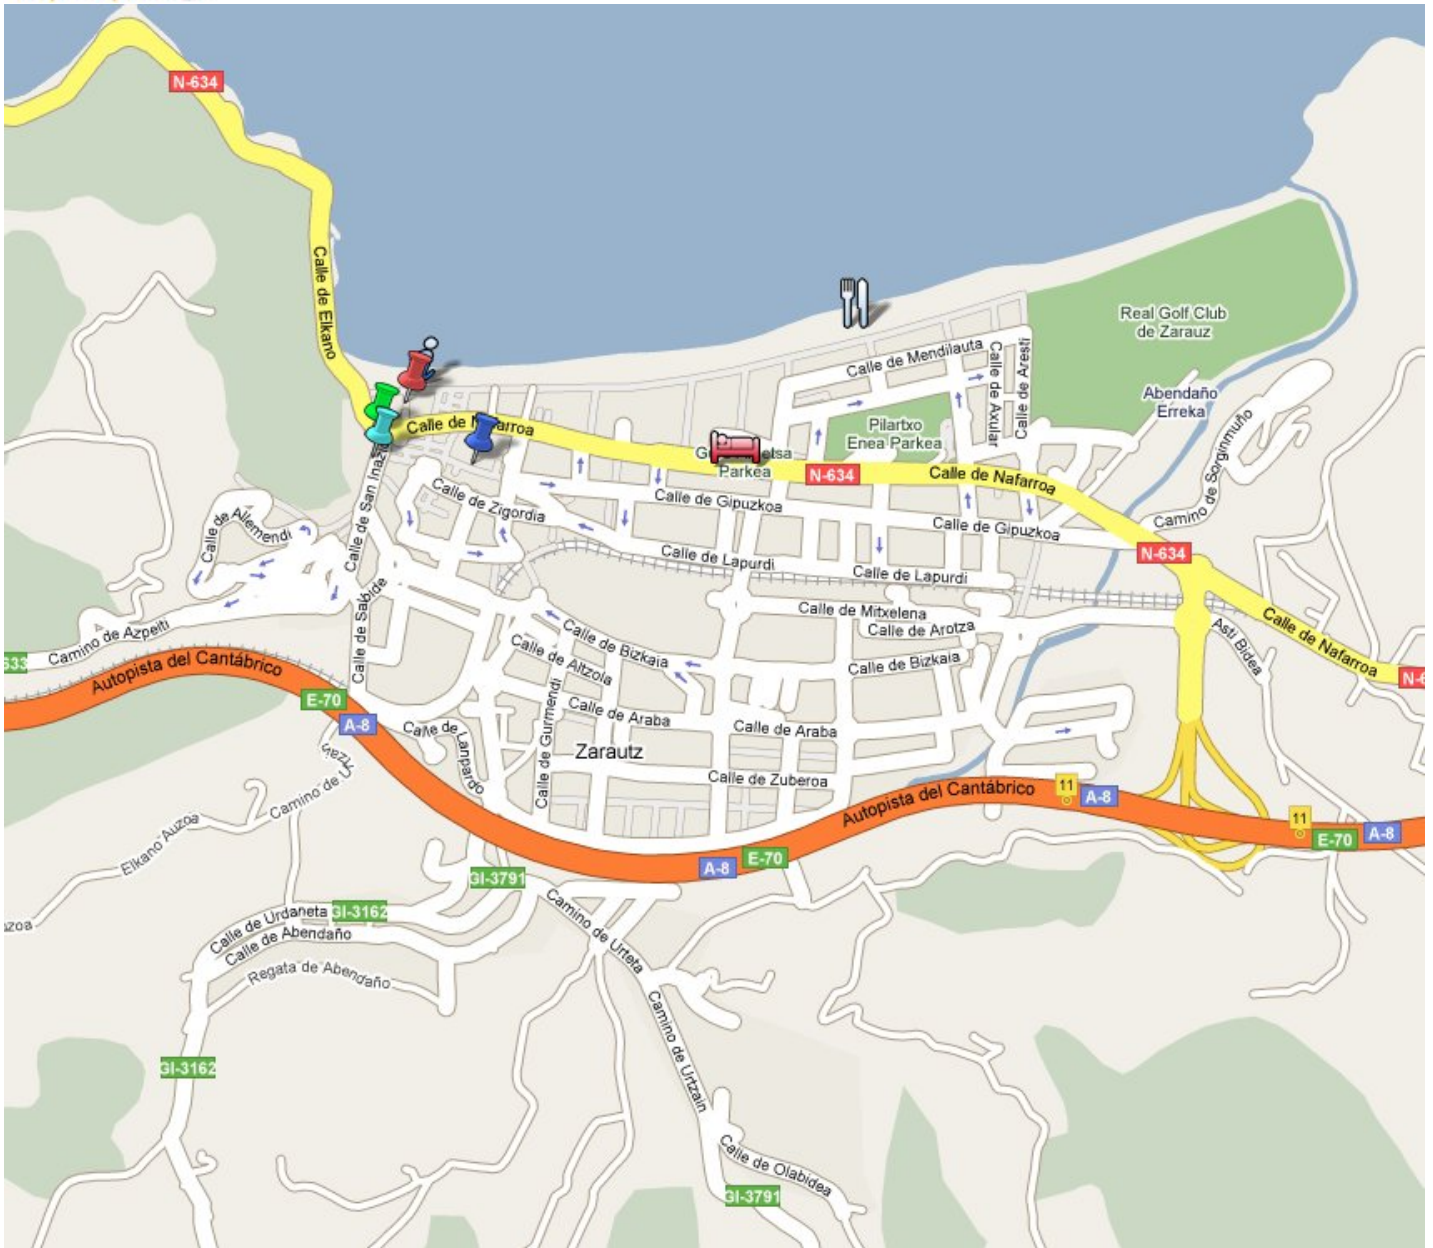 N-634
Calle de Elkano
Real Golf Club
de Zarauz
Calle de Mendilauta
Calle de Axular
Calle de Aresti
Abendaño
Erreka
Calle de Nafarroa
Pilartxo
Enea Parkea
Parkea
N-634
Calle de Nafarroa
Camino de Sorginmuño
Calle de San Inazio
Calle de Zigordia
Calle de Gipuzkoa
Calle de Gipuzkoa
Calle de Allemendi
N-634
Calle de Lapurdi
Calle de Lapurdi
Calle de Salbide
Calle de Mitxelena
Calle de Arotza
Camino de Azpeiti
Asti Bidea
Calle de Nafarroa
Calle de Bizkaia
Calle de Bizkaia
Calle de Altzola
633
Autopista del Cantábrico
N-6
E-70
A-8
Calle de Gurmendi
Calle de Araba
Calle de Araba
Calle de Lanpardo
Zarautz
Calle de Zuberoa
Camino de
Autopista del Cantábrico
11
A-8
11
E-70
A-8
Elkano Auzoa
A-8
E-70
GI-3791
Calle de Urdaneta
GI-3162
Calle de Abendaño
Camino de Urteta
uzoa
Regata de Abendaño
Camino de Urtzain
GI-3162
Calle de Olabidea
GI-3791